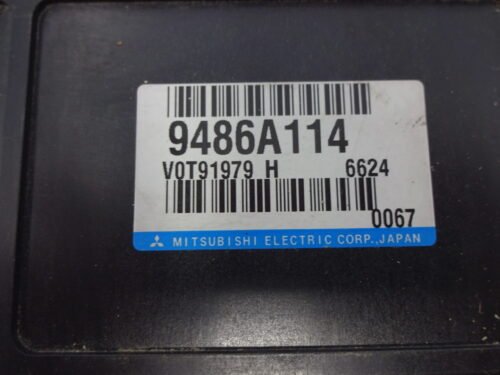 9486A114
V0T91979 H 6624
0067
MITSUBISHI ELECTRIC CORP.,JAPAN